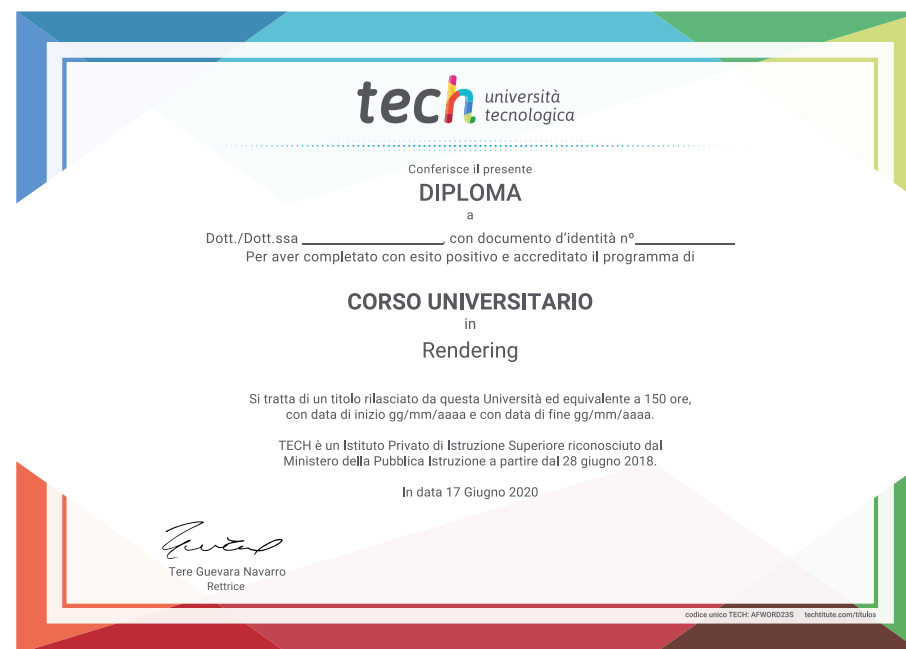 tech università
tecnologica
Conferisce il presente
DIPLOMA
a
Dott./Dott.ssa ____________________, con documento d'identità nº______________
Per aver completato con esito positivo e accreditato il programma di
CORSO UNIVERSITARIO
in
Rendering
Si tratta di un titolo rilasciato da questa Università ed equivalente a 150 ore,
con data di inizio gg/mm/aaaa e con data di fine gg/mm/aaaa.
TECH è un Istituto Privato di Istruzione Superiore riconosciuto dal
Ministero della Pubblica Istruzione a partire dal 28 giugno 2018.
In data 17 Giugno 2020
Tere Guevara Navarro
Rettrice
codice unico TECH: AFWORD23S techtitute.com/titulos